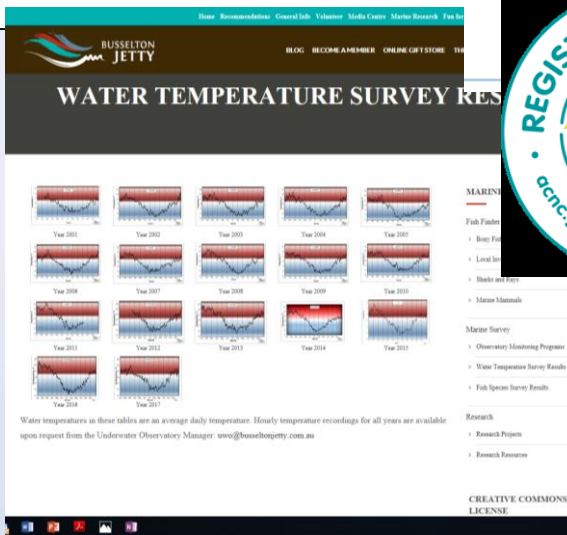 Home Recommendations General Info Volunteer Media Centre Marine Research Fun for
BUSSELTON
JETTY
BLOG BECOME A MEMBER ONLINE GIFT STORE
WATER TEMPERATURE SURVEY RES
Year 2001 Year 2002 Year 2003 Year 2004 Year 2005
Year 2006 Year 2007 Year 2008 Year 2009 Year 2010
Year 2011 Year 2012 Year 2013 Year 2014 Year 2015
Year 2016 Year 2017
Water temperatures in these tables are an average daily temperature. Hourly temperature recordings for all years are available
upon request from the Underwater Observatory Manager: uwo@busseltonjetty.com.au
MARINE
Fish Finder
Bony Fish
Local Inv
Sharks and Rays
Marine Mammals
Marine Survey
Observatory Monitoring Programs
Water Temperature Survey Results
Fish Species Survey Results
Research
Research Projects
Research Resources
CREATIVE COMMONS
LICENSE
REGIST
acnc.